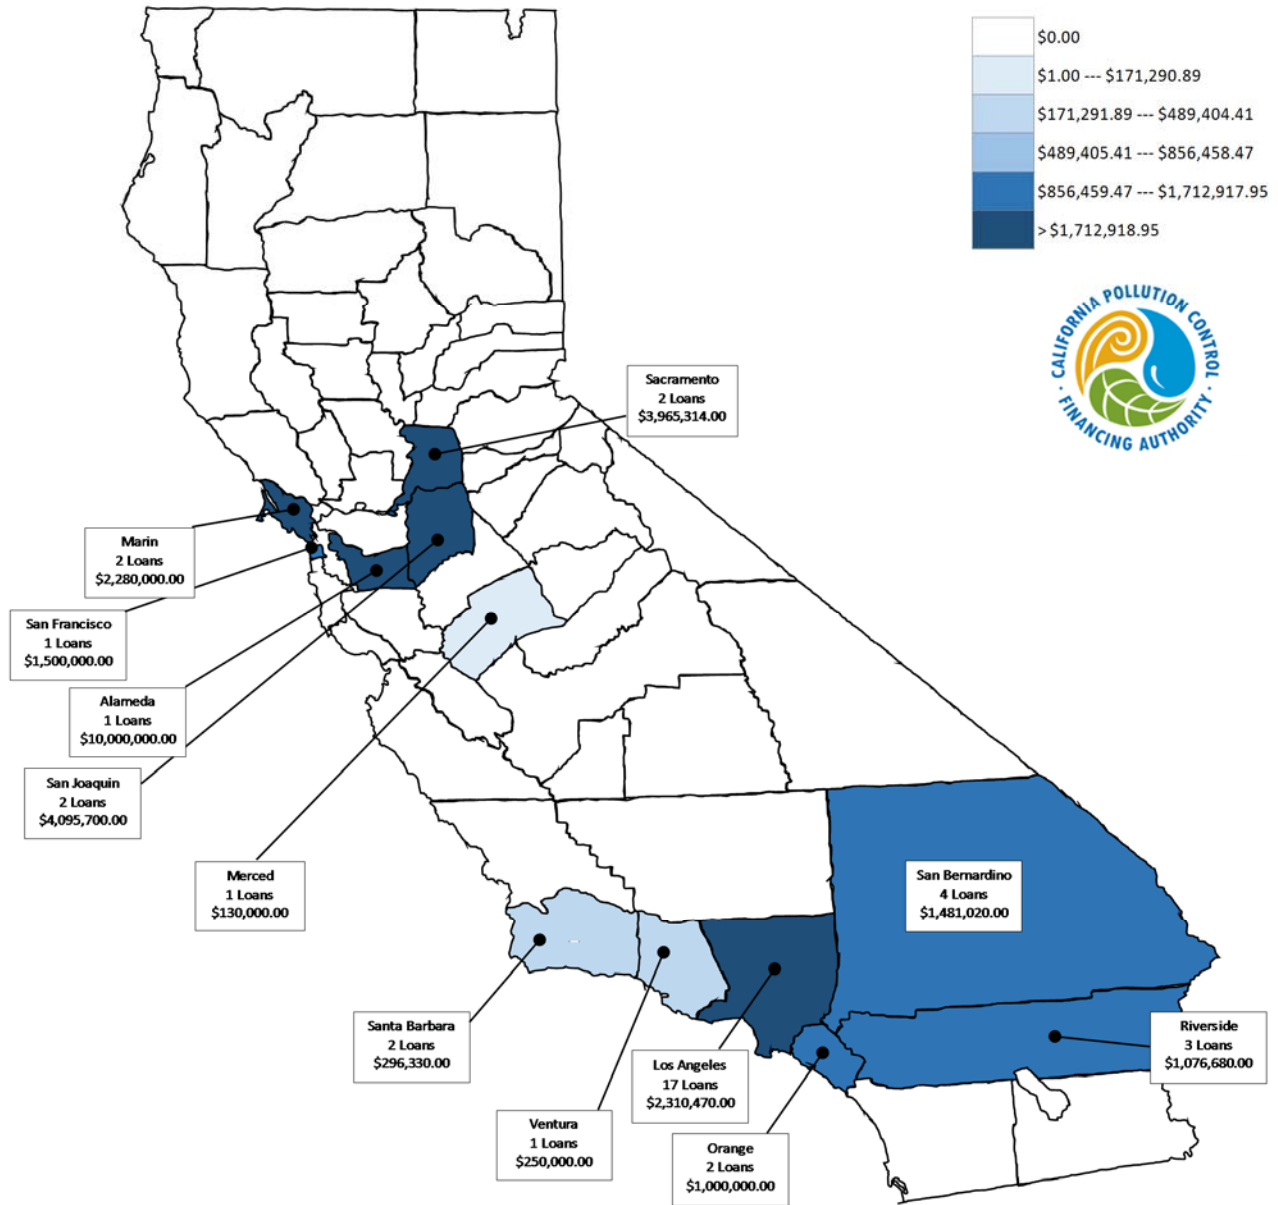 $0.00
$1.00 --- $171,290.89
$171,291.89 --- $489,404.41
$489,405.41 --- $856,458.47
$856,459.47 --- $1,712,917.95
> $1,712,918.95
· CALIFORNIA POLLUTION CONTROL ·
FINANCING AUTHORITY
Sacramento
2 Loans
$3,965,314.00
Marin
2 Loans
$2,280,000.00
San Francisco
1 Loans
$1,500,000.00
Alameda
1 Loans
$10,000,000.00
San Joaquin
2 Loans
$4,095,700.00
Merced
1 Loans
$130,000.00
San Bernardino
4 Loans
$1,481,020.00
Santa Barbara
2 Loans
$296,330.00
Riverside
3 Loans
$1,076,680.00
Los Angeles
17 Loans
$2,310,470.00
Ventura
1 Loans
$250,000.00
Orange
2 Loans
$1,000,000.00